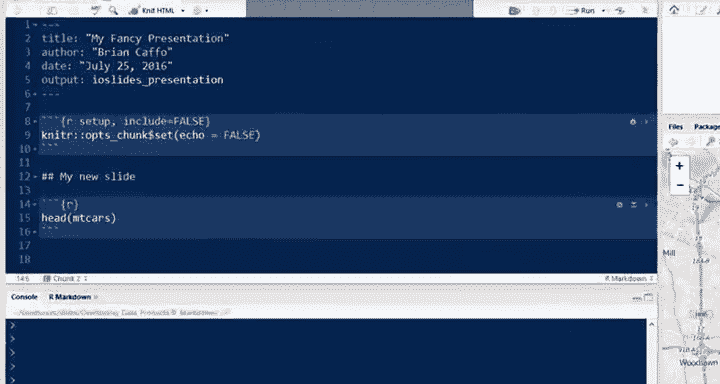 Knit HTML
Run
1 ---
2 title: "My Fancy Presentation"
3 author: "Brian Caffo"
4 date: "July 25, 2016"
5 output: ioslides_presentation
6 ---
7
8 ```{r setup, include=FALSE}
9 knitr::opts_chunk$set(echo = FALSE)
10 ```
11
12 ## My new slide
13
14 ```{r}
15 head(mtcars)
16 ```
17
18
14:6 Chunk 2 R Markdown
Console R Markdown
>
>
>
>
Files Packages
+
-
Mill
Woodlawn